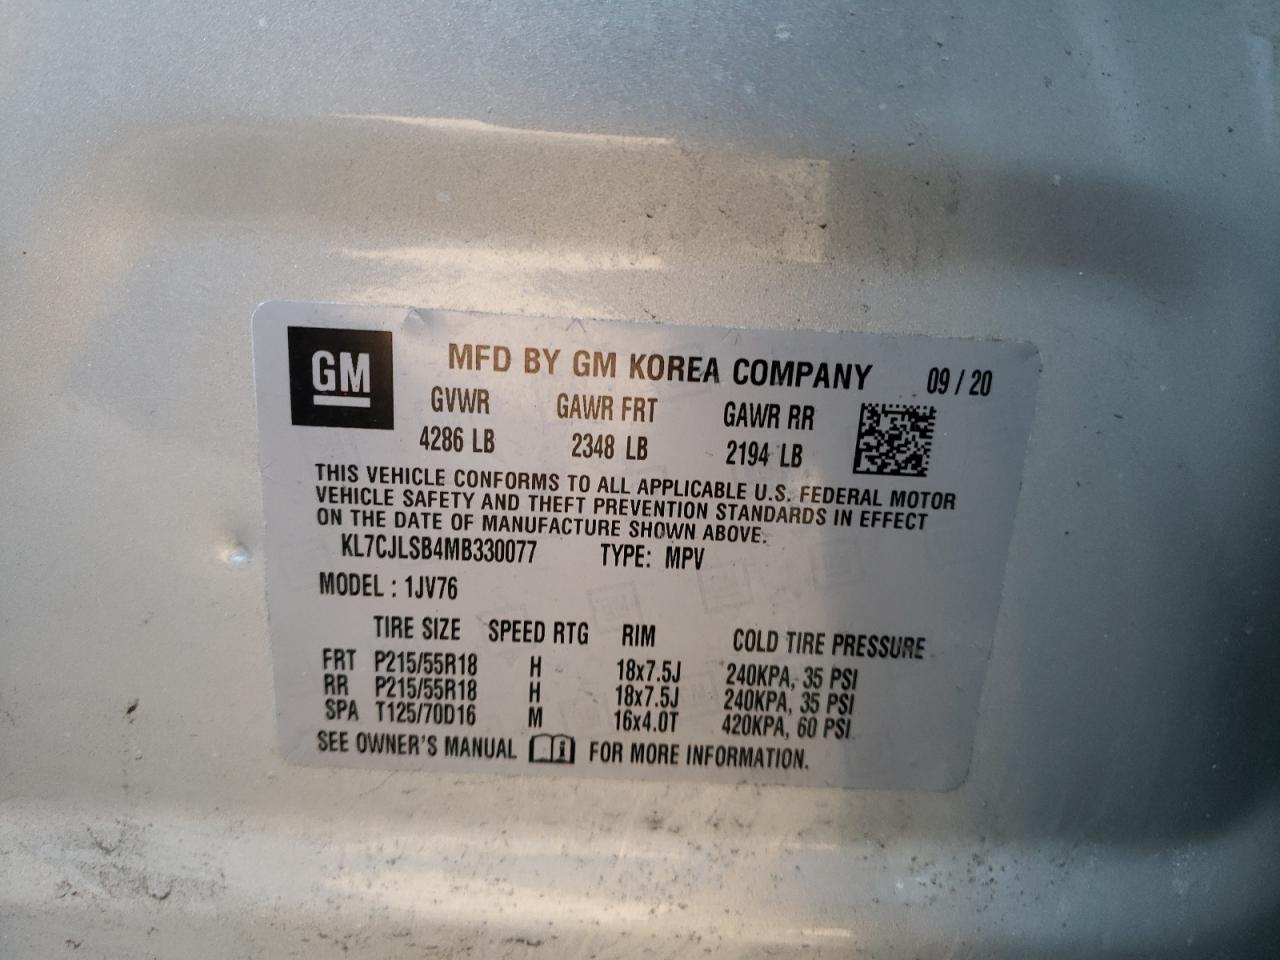 GM
MFD BY GM KOREA COMPANY 09 / 20
GVWR GAWR FRT GAWR RR
4286 LB 2348 LB 2194 LB
THIS VEHICLE CONFORMS TO ALL APPLICABLE U.S. FEDERAL MOTOR
VEHICLE SAFETY AND THEFT PREVENTION STANDARDS IN EFFECT
ON THE DATE OF MANUFACTURE SHOWN ABOVE.
KL7CJLSB4MB330077 TYPE: MPV
MODEL : 1JV76
TIRE SIZE SPEED RTG RIM COLD TIRE PRESSURE
FRT P215/55R18 H 18x7.5J 240KPA, 35 PSI
RR P215/55R18 H 18x7.5J 240KPA, 35 PSI
SPA T125/70D16 M 16x4.0T 420KPA, 60 PSI
SEE OWNER'S MANUAL i FOR MORE INFORMATION.